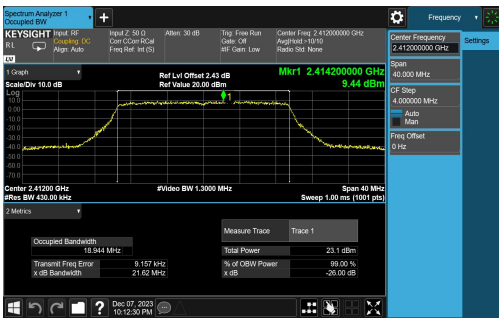 Spectrum Analyzer 1
Occupied BW
Frequency
KEYSIGHT
Input: RF
Coupling: DC
Align: Auto
Input Z: 50 Ω
Corr CCorr RCal
Freq Ref: Int (S)
Atten: 30 dB
Trig: Free Run
Gate: Off
#IF Gain: Low
Center Freq: 2.412000000 GHz
Avg|Hold:>10/10
Radio Std: None
RL
LXI
Center Frequency
2.412000000 GHz
Settings
Span
40.000 MHz
CF Step
4.000000 MHz
Auto
Man
Freq Offset
0 Hz
1 Graph
Scale/Div 10.0 dB
Ref Lvl Offset 2.43 dB
Ref Value 20.00 dBm
Mkr1 2.414200000 GHz
9.44 dBm
Log
10.0
0.00
-10.0
-20.0
-30.0
-40.0
-50.0
-60.0
-70.0
1
Center 2.41200 GHz
#Res BW 430.00 kHz
#Video BW 1.3000 MHz
Span 40 MHz
Sweep 1.00 ms (1001 pts)
2 Metrics
Measure Trace
Trace 1
Occupied Bandwidth
18.944 MHz
Total Power
23.1 dBm
Transmit Freq Error
9.157 kHz
% of OBW Power
99.00 %
x dB Bandwidth
21.62 MHz
x dB
-26.00 dB
?
Dec 07, 2023
10:12:30 PM